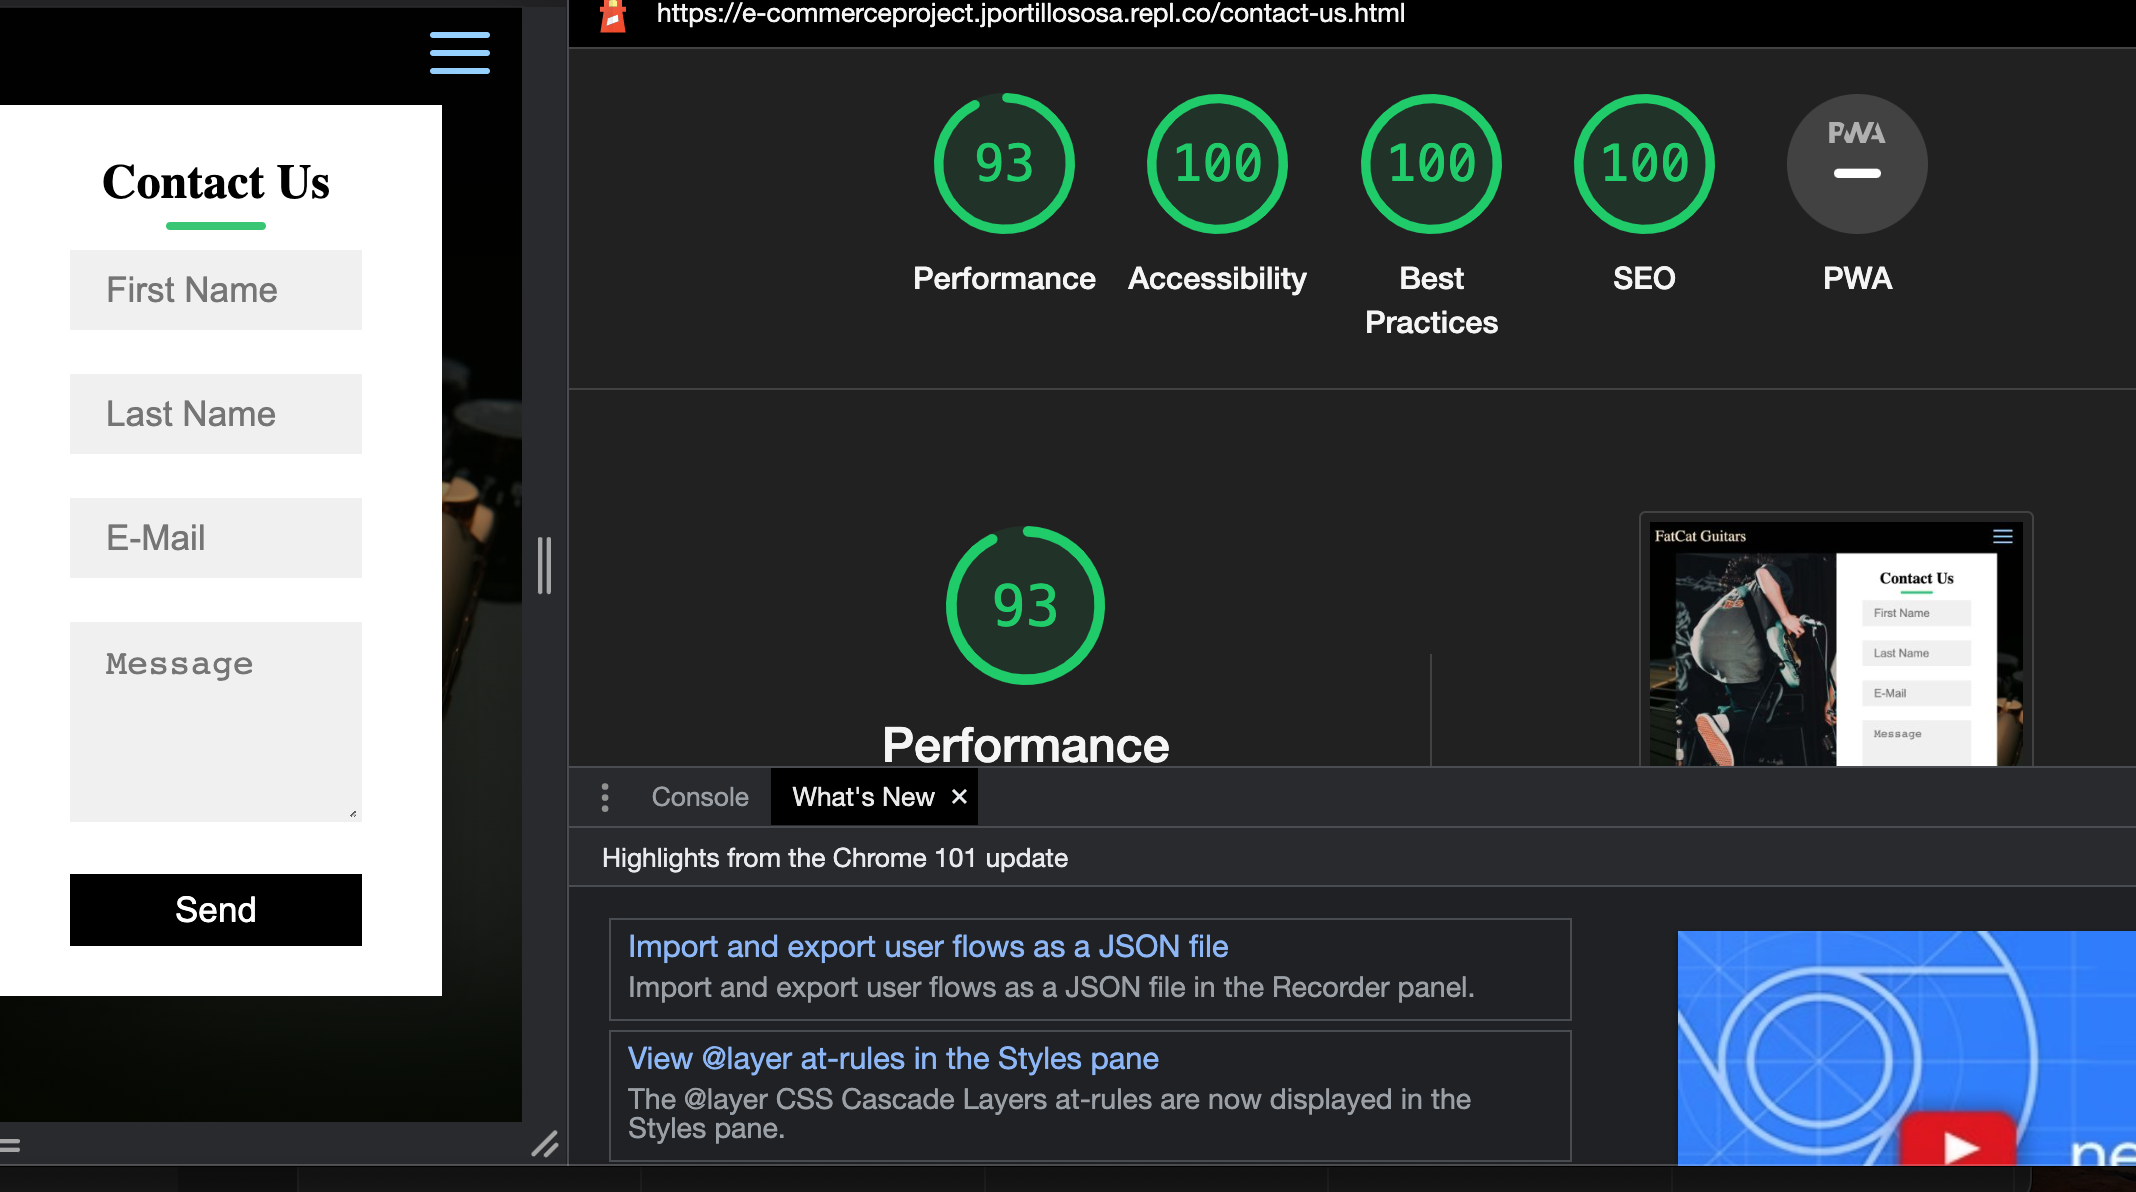 https://e-commerceproject.jportillososa.repl.co/contact-us.html
Contact Us
First Name
Last Name
E-Mail
Message
Send
93
100
100
100
PWA
Performance
Accessibility
Best
Practices
SEO
PWA
93
Performance
FatCat Guitars
Contact Us
First Name
Last Name
E-Mail
Message
Console
What's New ×
Highlights from the Chrome 101 update
Import and export user flows as a JSON file
Import and export user flows as a JSON file in the Recorder panel.
View @layer at-rules in the Styles pane
The @layer CSS Cascade Layers at-rules are now displayed in the
Styles pane.
ne